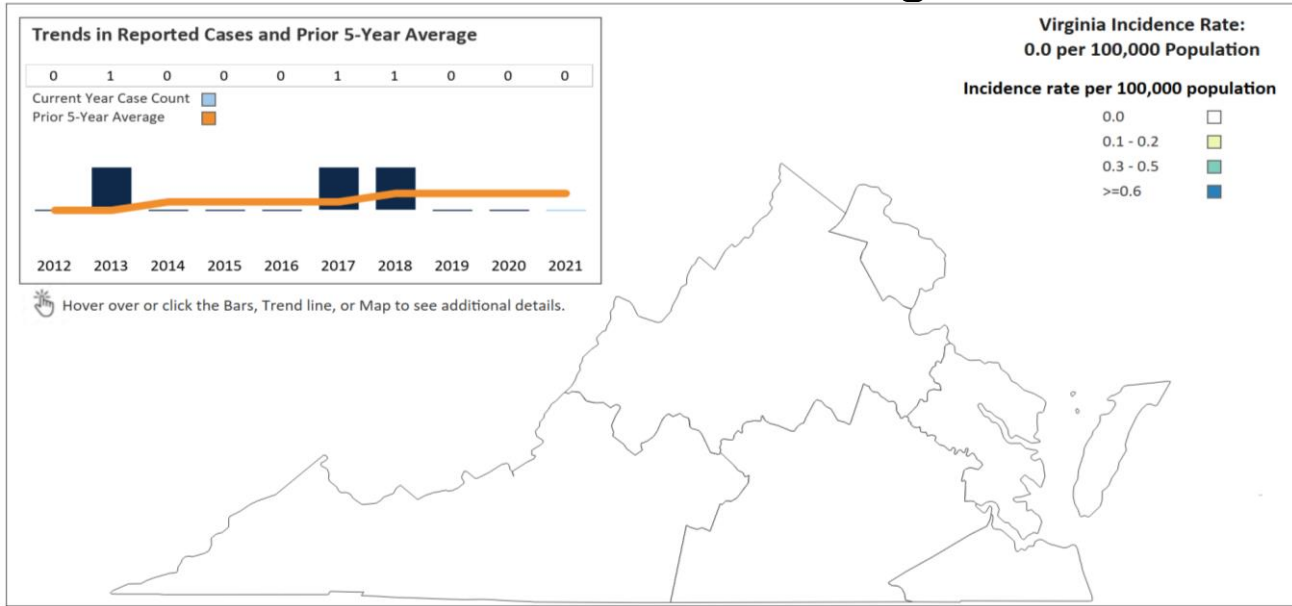 Trends in Reported Cases and Prior 5-Year Average
0 1 0 0 0 1 1 0 0 0
Current Year Case Count
Prior 5-Year Average
2012 2013 2014 2015 2016 2017 2018 2019 2020 2021
Hover over or click the Bars, Trend line, or Map to see additional details.
Virginia Incidence Rate:
0.0 per 100,000 Population
Incidence rate per 100,000 population
0.0
0.1 - 0.2
0.3 - 0.5
>=0.6